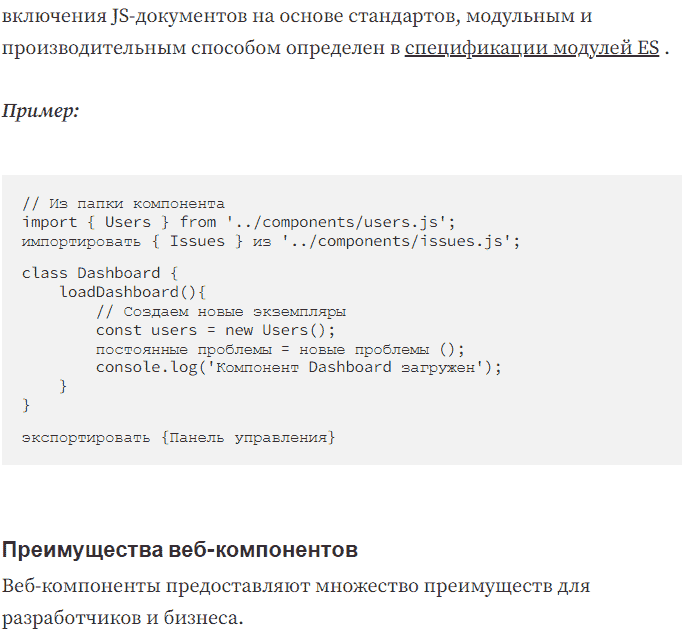 включения JS-документов на основе стандартов, модульным и
производительным способом определен в спецификации модулей ES .
Пример:
// Из папки компонента
import { Users } from '../components/users.js';
импортировать { Issues } из '../components/issues.js';
class Dashboard {
    loadDashboard(){
        // Создаем новые экземпляры
        const users = new Users();
        постоянные проблемы = новые проблемы ();
        console.log('Компонент Dashboard загружен');
    }
}
экспортировать {Панель управления}
Преимущества веб-компонентов
Веб-компоненты предоставляют множество преимуществ для
разработчиков и бизнеса.